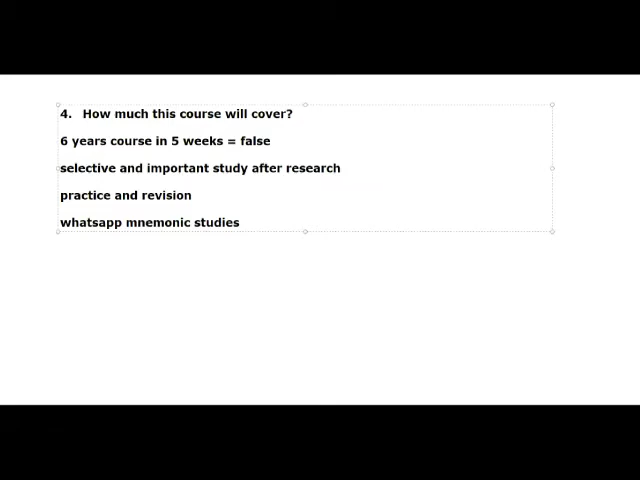 4. How much this course will cover?
6 years course in 5 weeks = false
selective and important study after research
practice and revision
whatsapp mnemonic studies